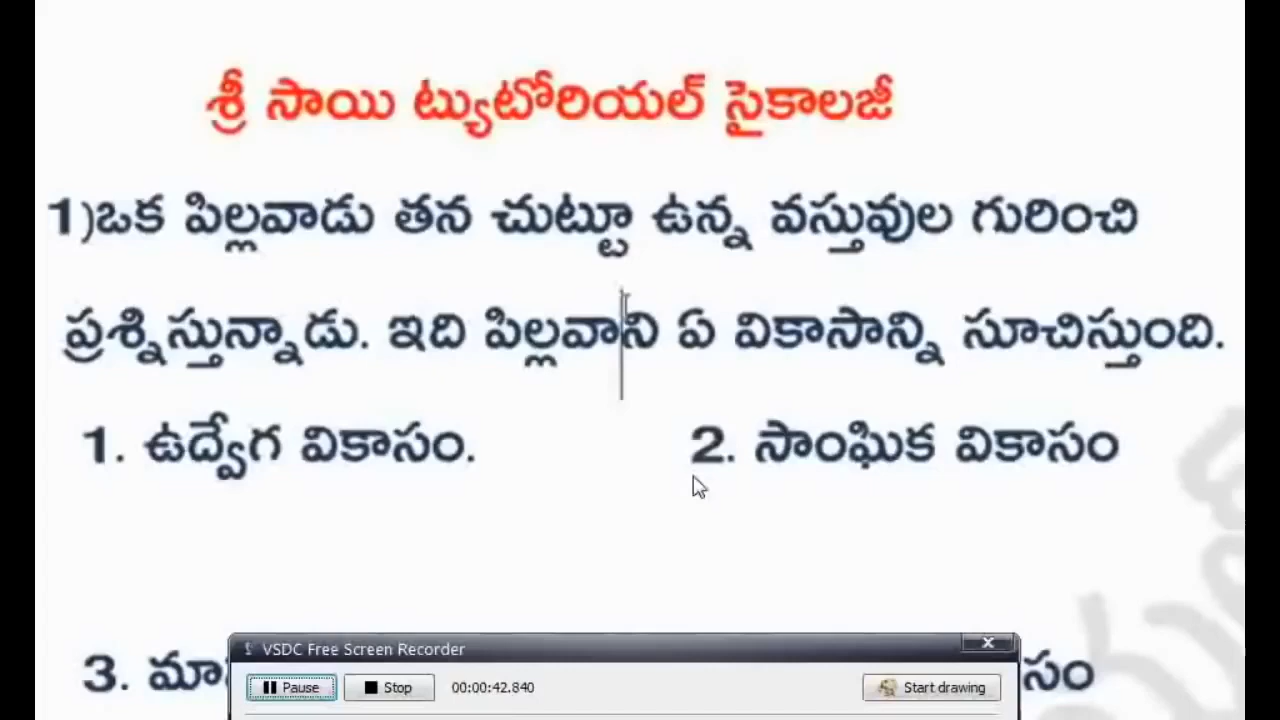 శ్రీ సాయి ట్యుటోరియల్ సైకాలజీ
1)ఒక పిల్లవాడు తన చుట్టూ ఉన్న వస్తువుల గురించి
ప్రశ్నిస్తున్నాడు. ఇది పిల్లవాని ఏ వికాసాన్ని సూచిస్తుంది.
1. ఉద్వేగ వికాసం. 2. సాంఘిక వికాసం
3.
VSDC Free Screen Recorder
Pause Stop 00:00:42.840 Start drawing